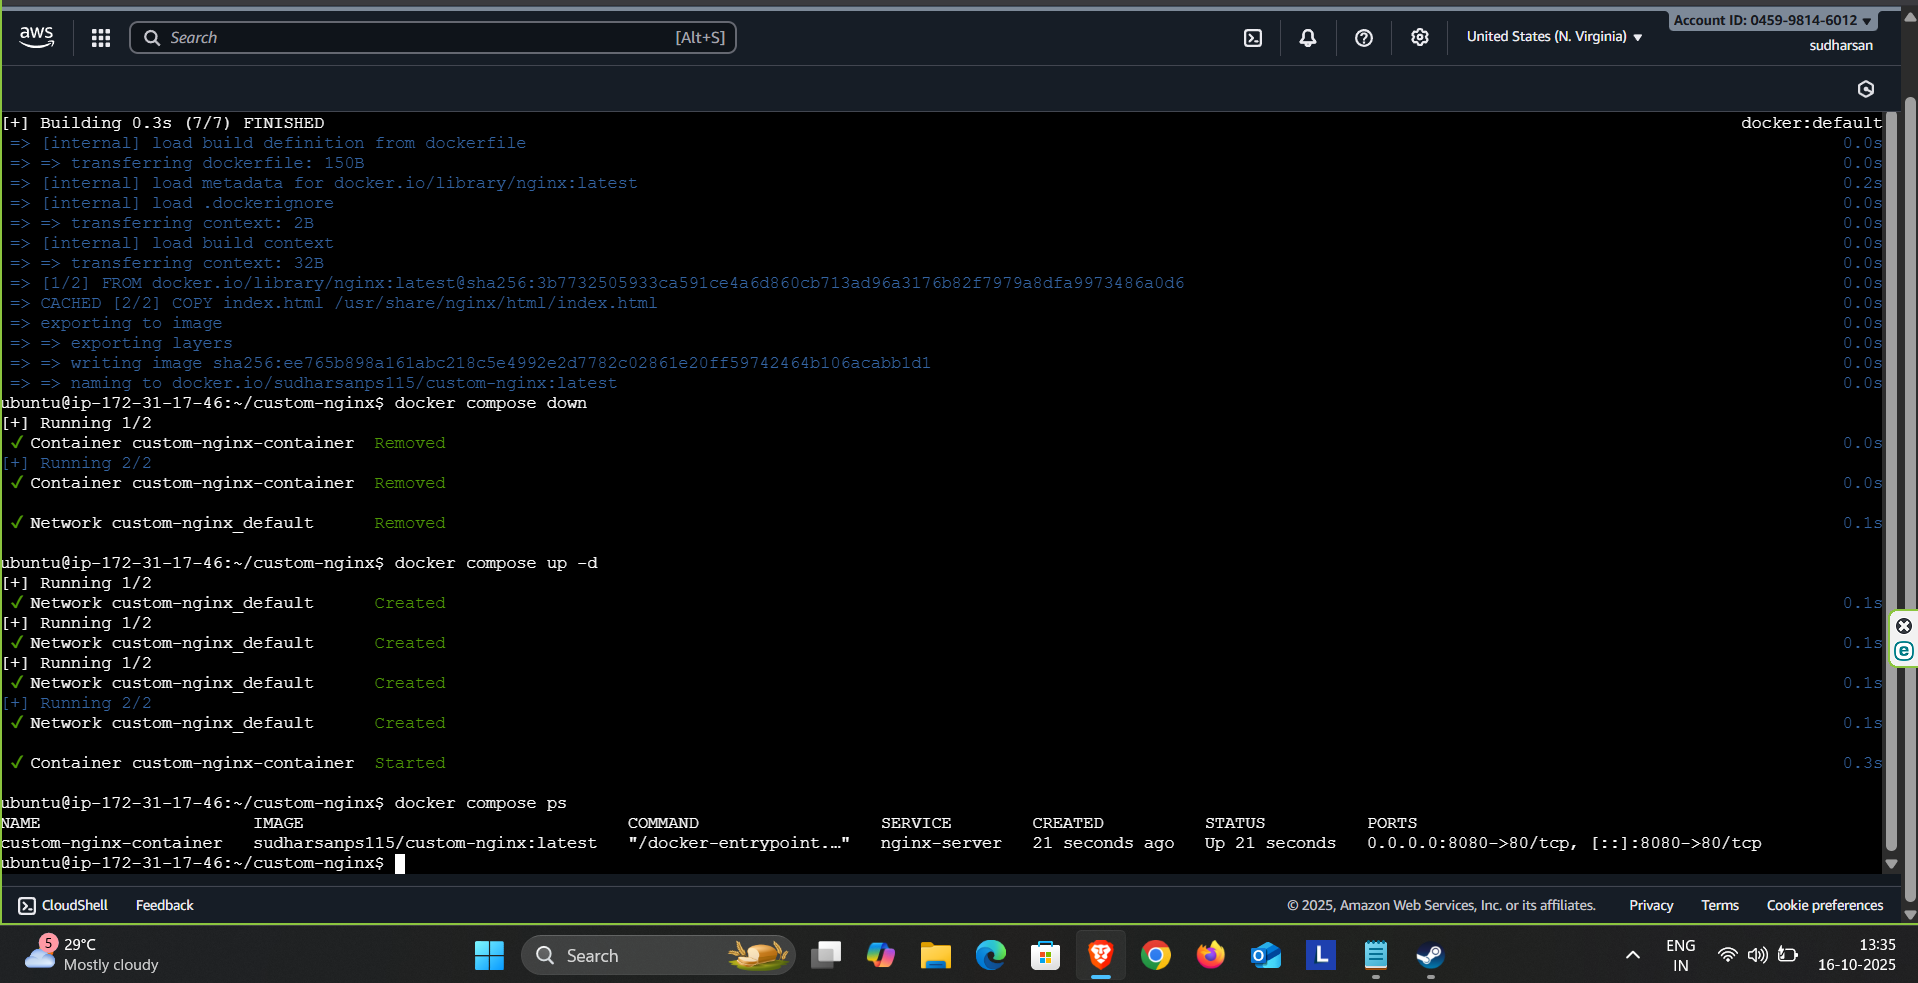 aws
Search [Alt+S]
United States (N. Virginia) ▼
Account ID: 0459-9814-6012 ▼
sudharsan
[+] Building 0.3s (7/7) FINISHED docker:default
=> [internal] load build definition from dockerfile 0.0s
=> => transferring dockerfile: 150B 0.0s
=> [internal] load metadata for docker.io/library/nginx:latest 0.2s
=> [internal] load .dockerignore 0.0s
=> => transferring context: 2B 0.0s
=> [internal] load build context 0.0s
=> => transferring context: 32B 0.0s
=> [1/2] FROM docker.io/library/nginx:latest@sha256:3b7732505933ca591ce4a6d860cb713ad96a3176b82f7979a8dfa9973486a0d6 0.0s
=> CACHED [2/2] COPY index.html /usr/share/nginx/html/index.html 0.0s
=> exporting to image 0.0s
=> => exporting layers 0.0s
=> => writing image sha256:ee765b898a161abc218c5e4992e2d7782c02861e20ff59742464b106acabb1d1 0.0s
=> => naming to docker.io/sudharsanps115/custom-nginx:latest 0.0s
ubuntu@ip-172-31-17-46:~/custom-nginx$ docker compose down
[+] Running 1/2
✓ Container custom-nginx-container Removed 0.0s
[+] Running 2/2
✓ Container custom-nginx-container Removed 0.0s
✓ Network custom-nginx_default Removed 0.1s
ubuntu@ip-172-31-17-46:~/custom-nginx$ docker compose up -d
[+] Running 1/2
✓ Network custom-nginx_default Created 0.1s
[+] Running 1/2
✓ Network custom-nginx_default Created 0.1s
[+] Running 1/2
✓ Network custom-nginx_default Created 0.1s
[+] Running 2/2
✓ Network custom-nginx_default Created 0.1s
✓ Container custom-nginx-container Started 0.3s
ubuntu@ip-172-31-17-46:~/custom-nginx$ docker compose ps
NAME IMAGE COMMAND SERVICE CREATED STATUS PORTS
custom-nginx-container sudharsanps115/custom-nginx:latest "/docker-entrypoint.…" nginx-server 21 seconds ago Up 21 seconds 0.0.0.0:8080->80/tcp, [::]:8080->80/tcp
ubuntu@ip-172-31-17-46:~/custom-nginx$
CloudShell Feedback © 2025, Amazon Web Services, Inc. or its affiliates. Privacy Terms Cookie preferences
5
29°C
Mostly cloudy
Search
L
ENG
IN
13:35
16-10-2025